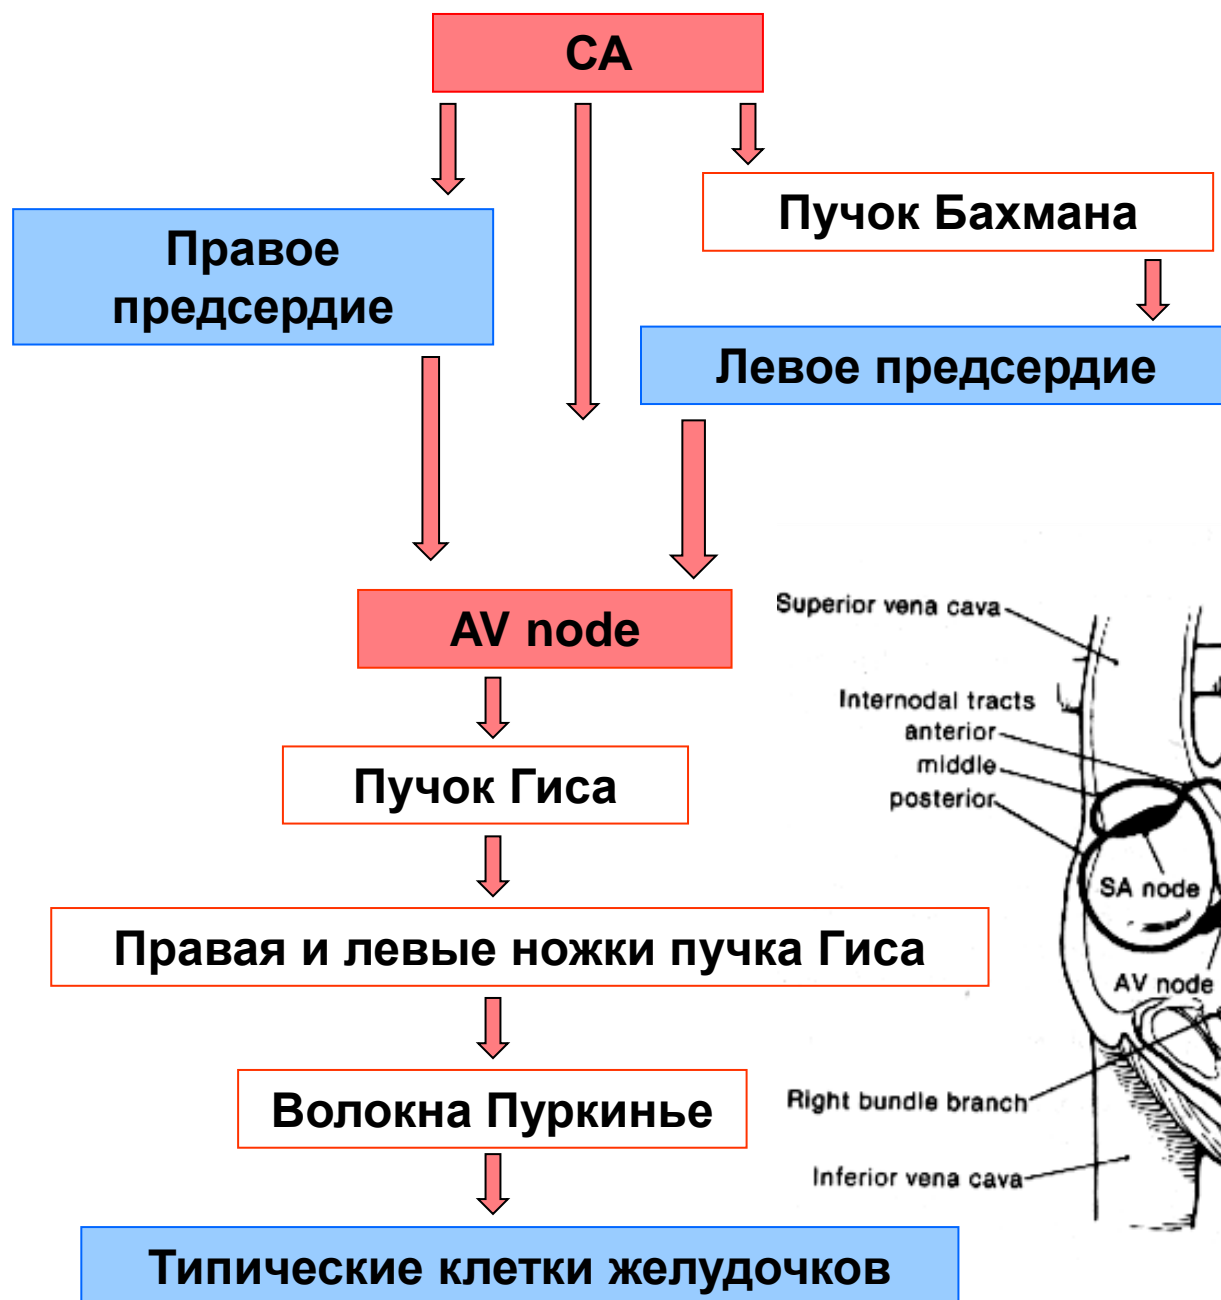 СА
Пучок Бахмана
Правое
предсердие
Левое предсердие
AV node
Superior vena cava
Internodal tracts
anterior
middle
posterior
Пучок Гиса
SA node
Правая и левые ножки пучка Гиса
AV node
Волокна Пуркинье
Right bundle branch
Inferior vena cava
Типические клетки желудочков